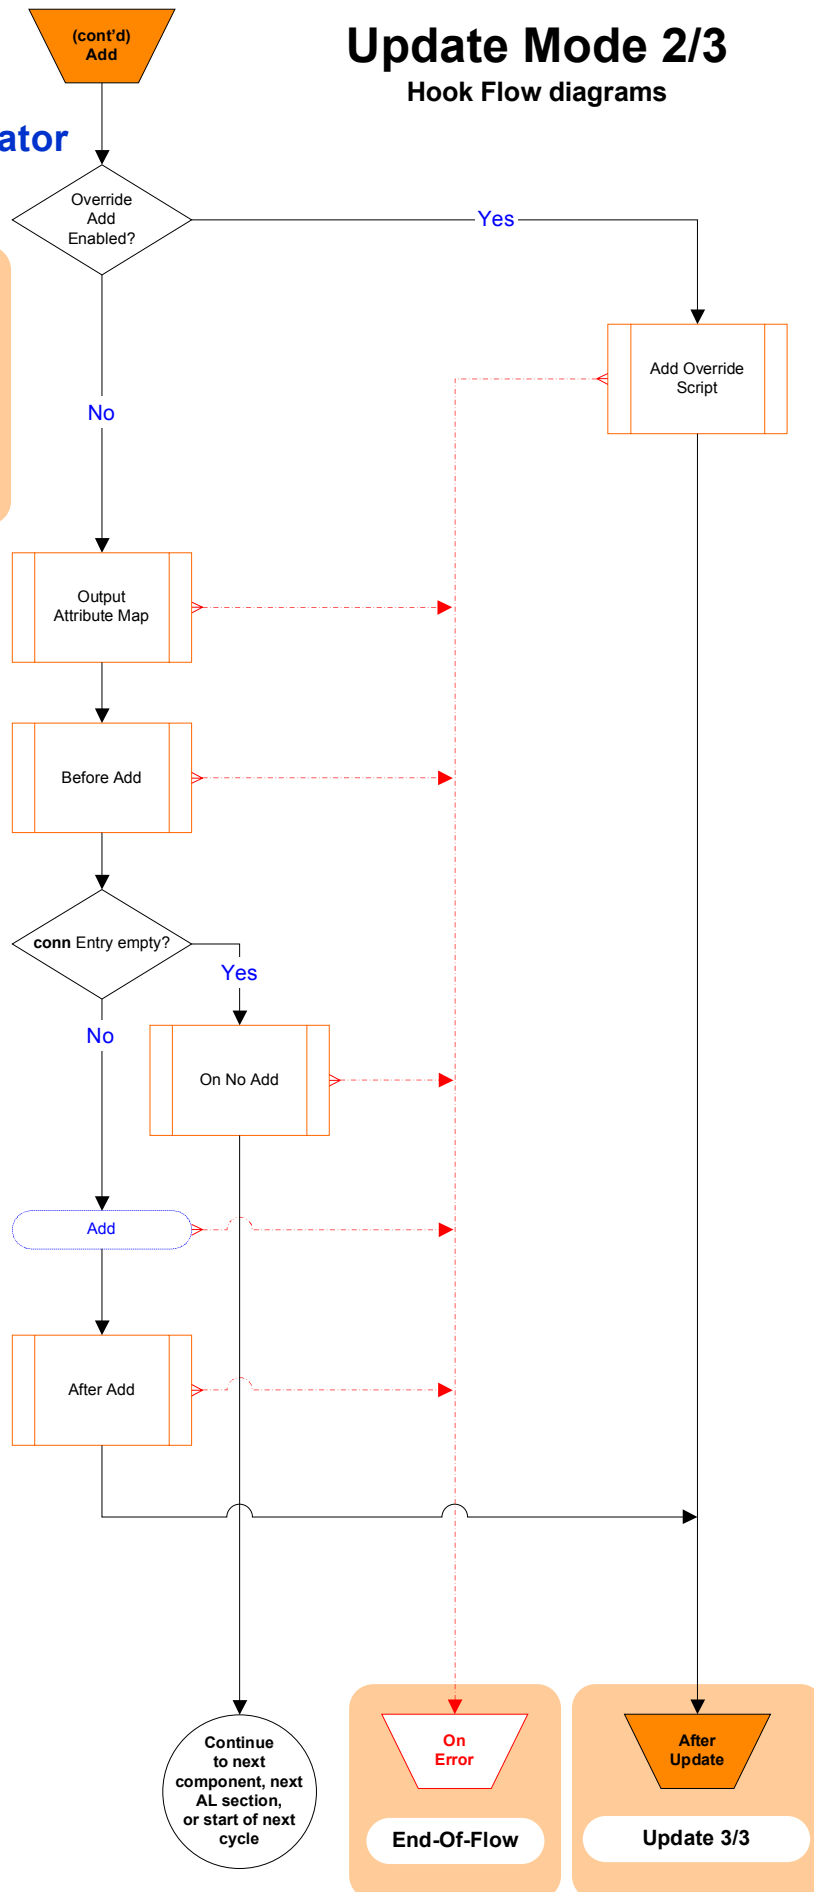 (cont'd)
Add
Update Mode 2/3
Hook Flow diagrams
ator
Override
Add
Enabled?
Yes
Add Override
Script
No
Output
Attribute Map
Before Add
conn Entry empty?
Yes
No
On No Add
Add
After Add
Continue
to next
component, next
AL section,
or start of next
cycle
On
Error
After
Update
End-Of-Flow
Update 3/3